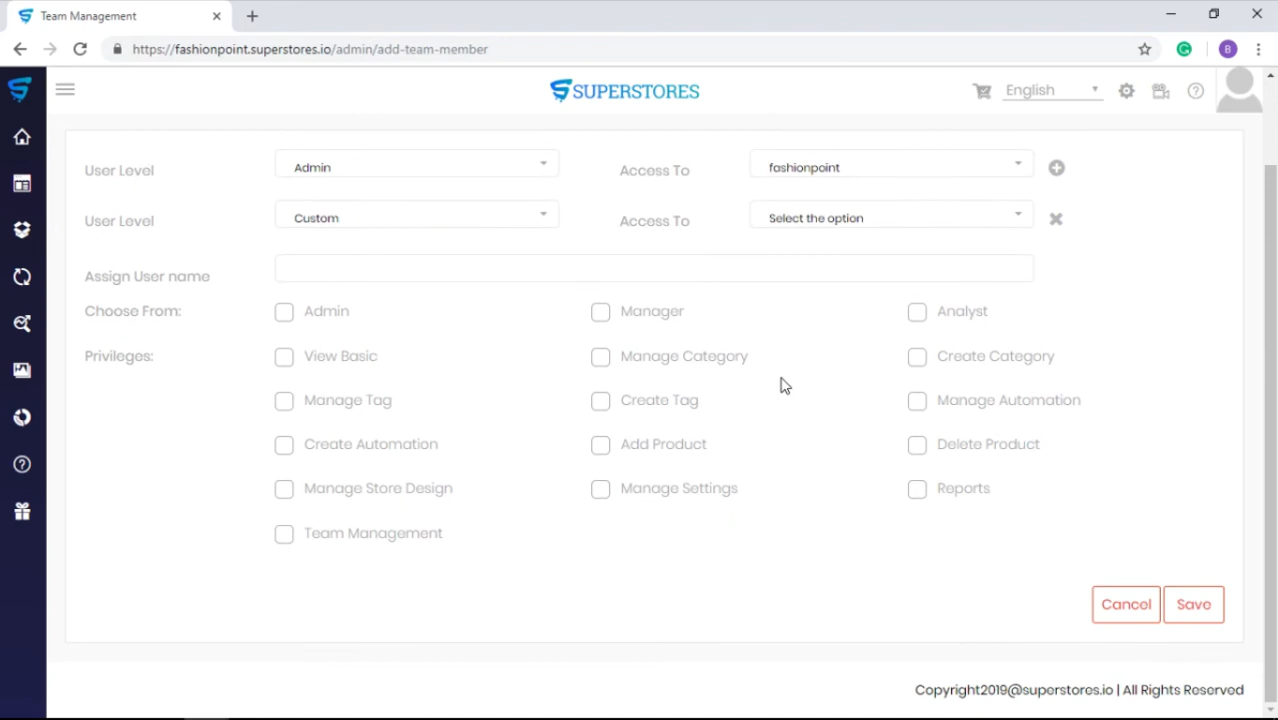 Team Management
https://fashionpoint.superstores.io/admin/add-team-member
B
SUPERSTORES
English
User Level Admin Access To fashionpoint
User Level Custom Access To Select the option
Assign User name
Choose From: Admin Manager Analyst
Privileges: View Basic Manage Category Create Category
Manage Tag Create Tag Manage Automation
Create Automation Add Product Delete Product
Manage Store Design Manage Settings Reports
Team Management
Cancel Save
Copyright2019@superstores.io | All Rights Reserved